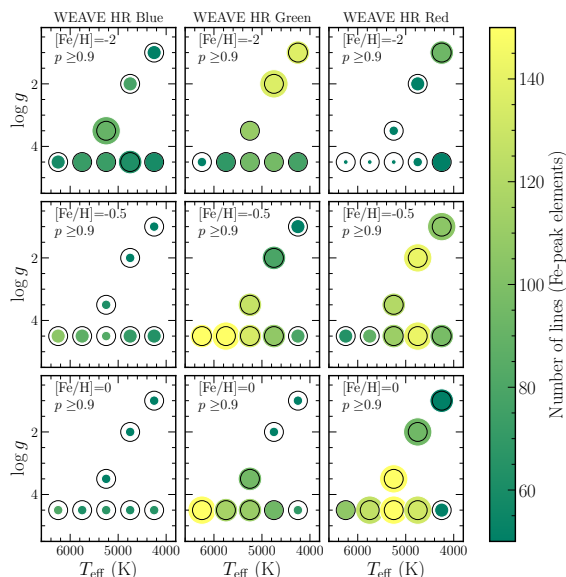 WEAVE HR Blue WEAVE HR Green WEAVE HR Red
[Fe/H]=-2 [Fe/H]=-2 [Fe/H]=-2
p ≥0.9 p ≥0.9 p ≥0.9
log g 2 4
[Fe/H]=-0.5 [Fe/H]=-0.5 [Fe/H]=-0.5
p ≥0.9 p ≥0.9 p ≥0.9
log g 2 4
[Fe/H]=0 [Fe/H]=0 [Fe/H]=0
p ≥0.9 p ≥0.9 p ≥0.9
log g 2 4
6000 5000 4000 6000 5000 4000 6000 5000 4000
Teff (K) Teff (K) Teff (K)
140
120
100
80
60
Number of lines (Fe-peak elements)